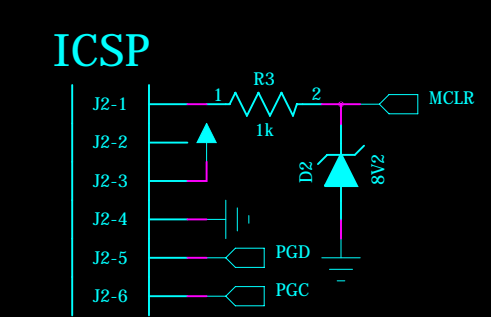 ICSP
R3
J2-1 1 2 MCLR
1k
J2-2
D2 8V2
J2-3
J2-4
J2-5 PGD
J2-6 PGC